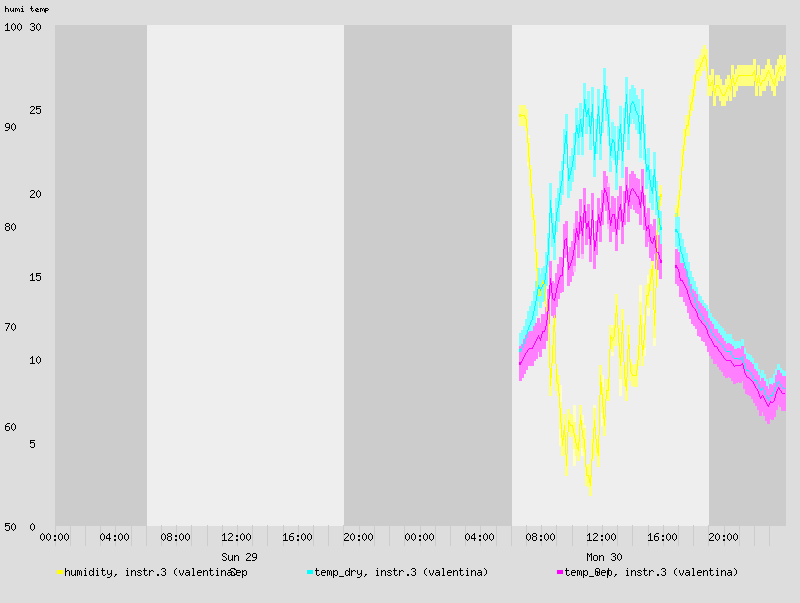 humi temp
100 30
25
90
20
80
15
70
10
60
5
50 0
00:00 04:00 08:00 12:00 16:00 20:00 00:00 04:00 08:00 12:00 16:00 20:00
Sun 29 Mon 30
humidity, instr.3 (valentina) Sep temp_dry, instr.3 (valentina) instr.3 (valentina)